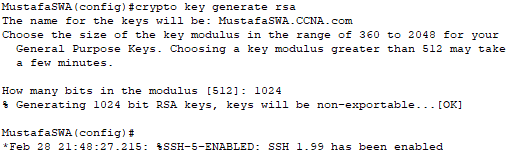 MustafaSWA(config)#crypto key generate rsa
The name for the keys will be: MustafaSWA.CCNA.com
Choose the size of the key modulus in the range of 360 to 2048 for your
General Purpose Keys. Choosing a key modulus greater than 512 may take
a few minutes.
How many bits in the modulus [512]: 1024
% Generating 1024 bit RSA keys, keys will be non-exportable...[OK]
MustafaSWA(config)#
*Feb 28 21:48:27.215: %SSH-5-ENABLED: SSH 1.99 has been enabled